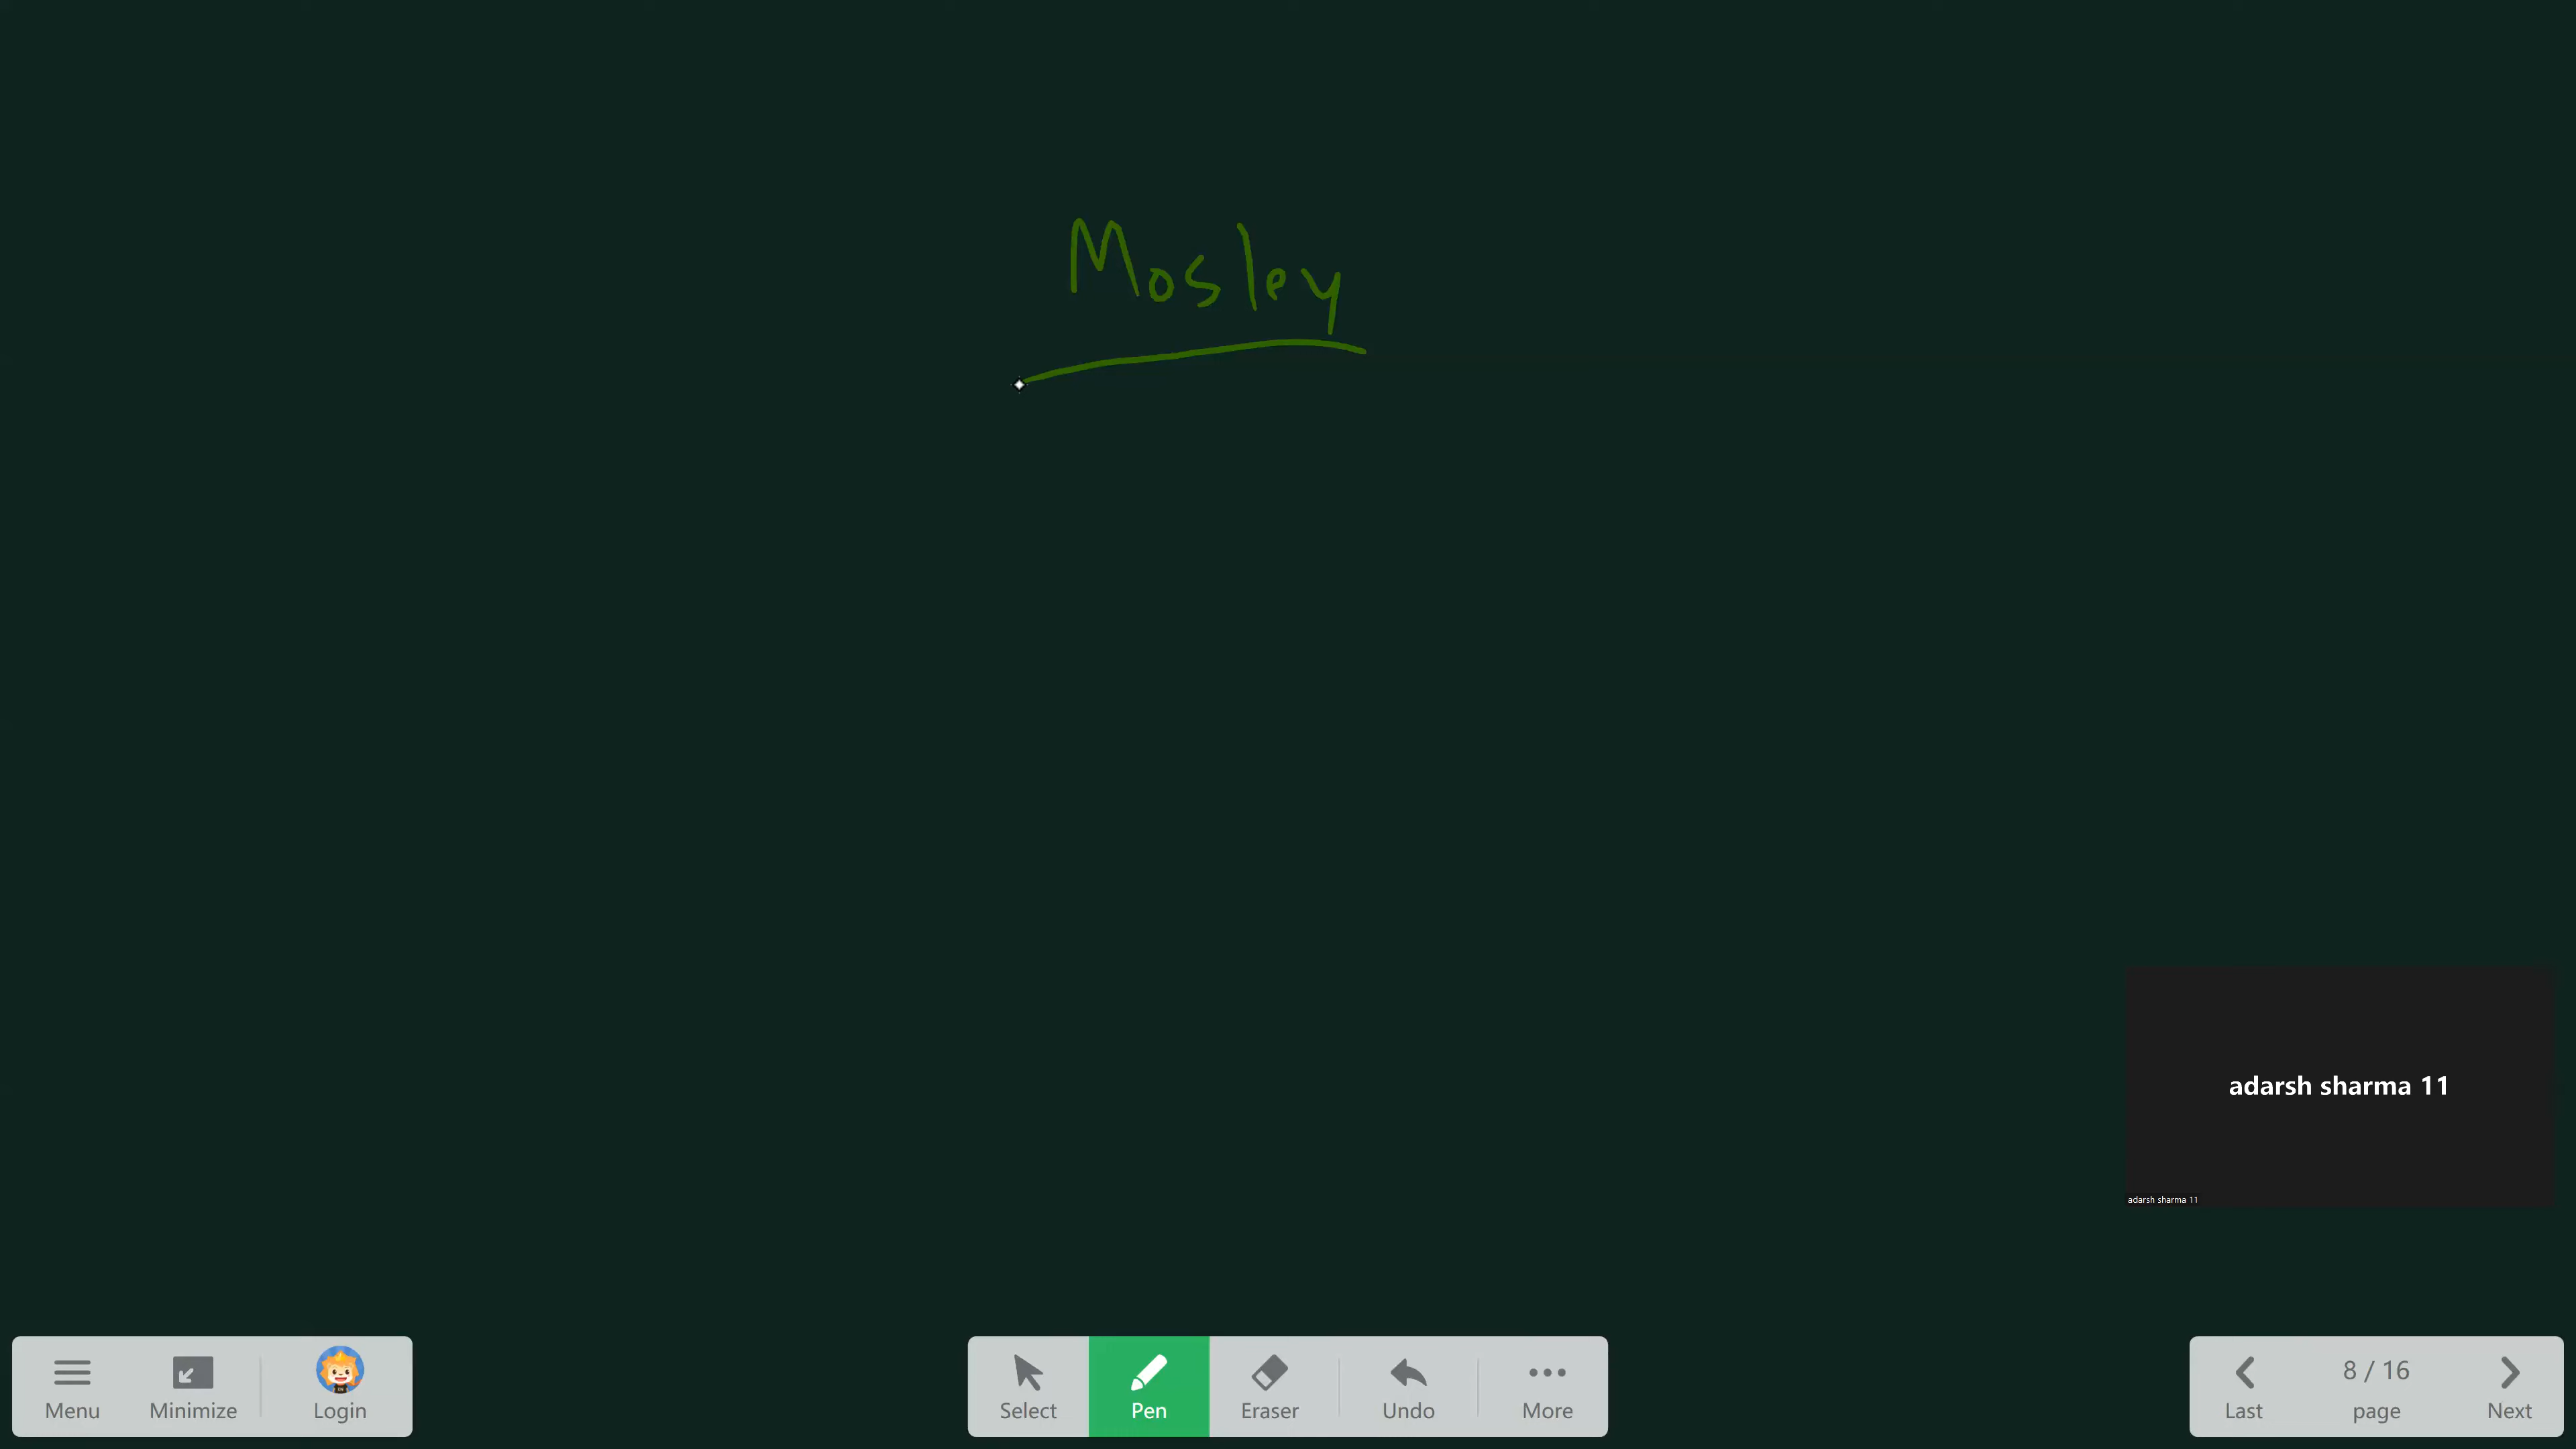 Mosley
adarsh sharma 11
adarsh sharma 11
Menu
Minimize
Login
Select
Pen
Eraser
Undo
More
Last
8 / 16
page
Next